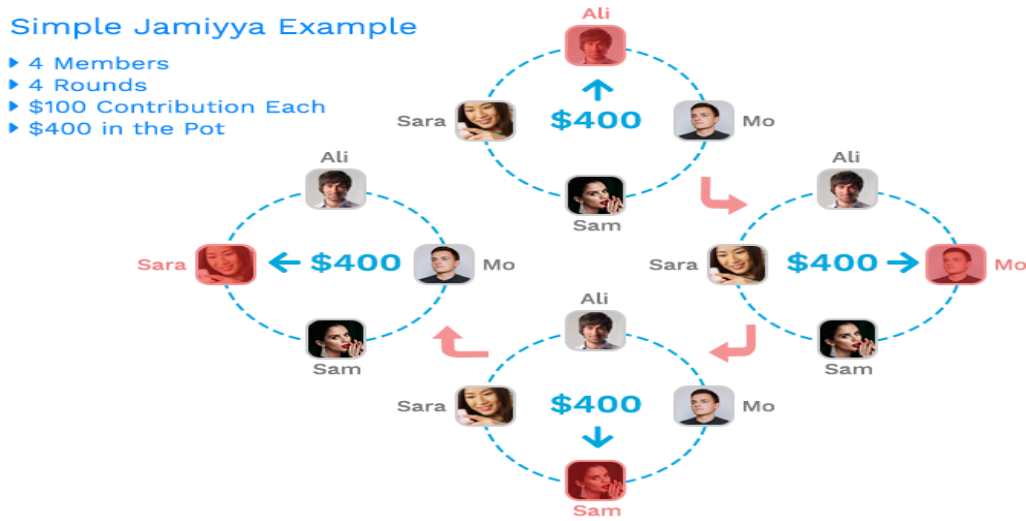 Simple Jamiyya Example
4 Members
4 Rounds
$100 Contribution Each
$400 in the Pot
Ali
Sara
$400
Mo
Sam
Ali
Sara
$400
Mo
Sam
Ali
Sara
$400
Mo
Sam
Ali
Sara
$400
Mo
Sam